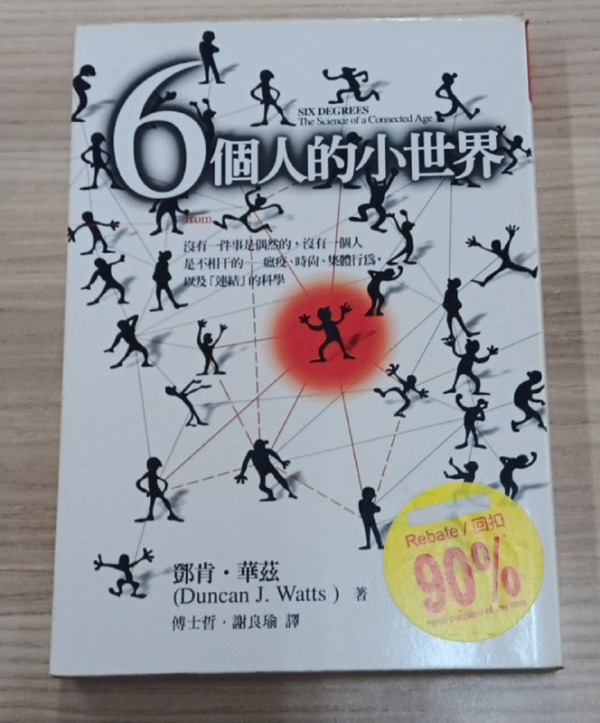 SIX DEGREES
The Science of a Connected Age
6個人的小世界
from
沒有一件事是偶然的，沒有一個人
是不相干的——瘟疫、時尚、集體行為，
以及「連結」的科學
鄧肯・華茲
(Duncan J. Watts) 著
傅士哲・謝良瑜 譯
Rebate / 回扣
90%